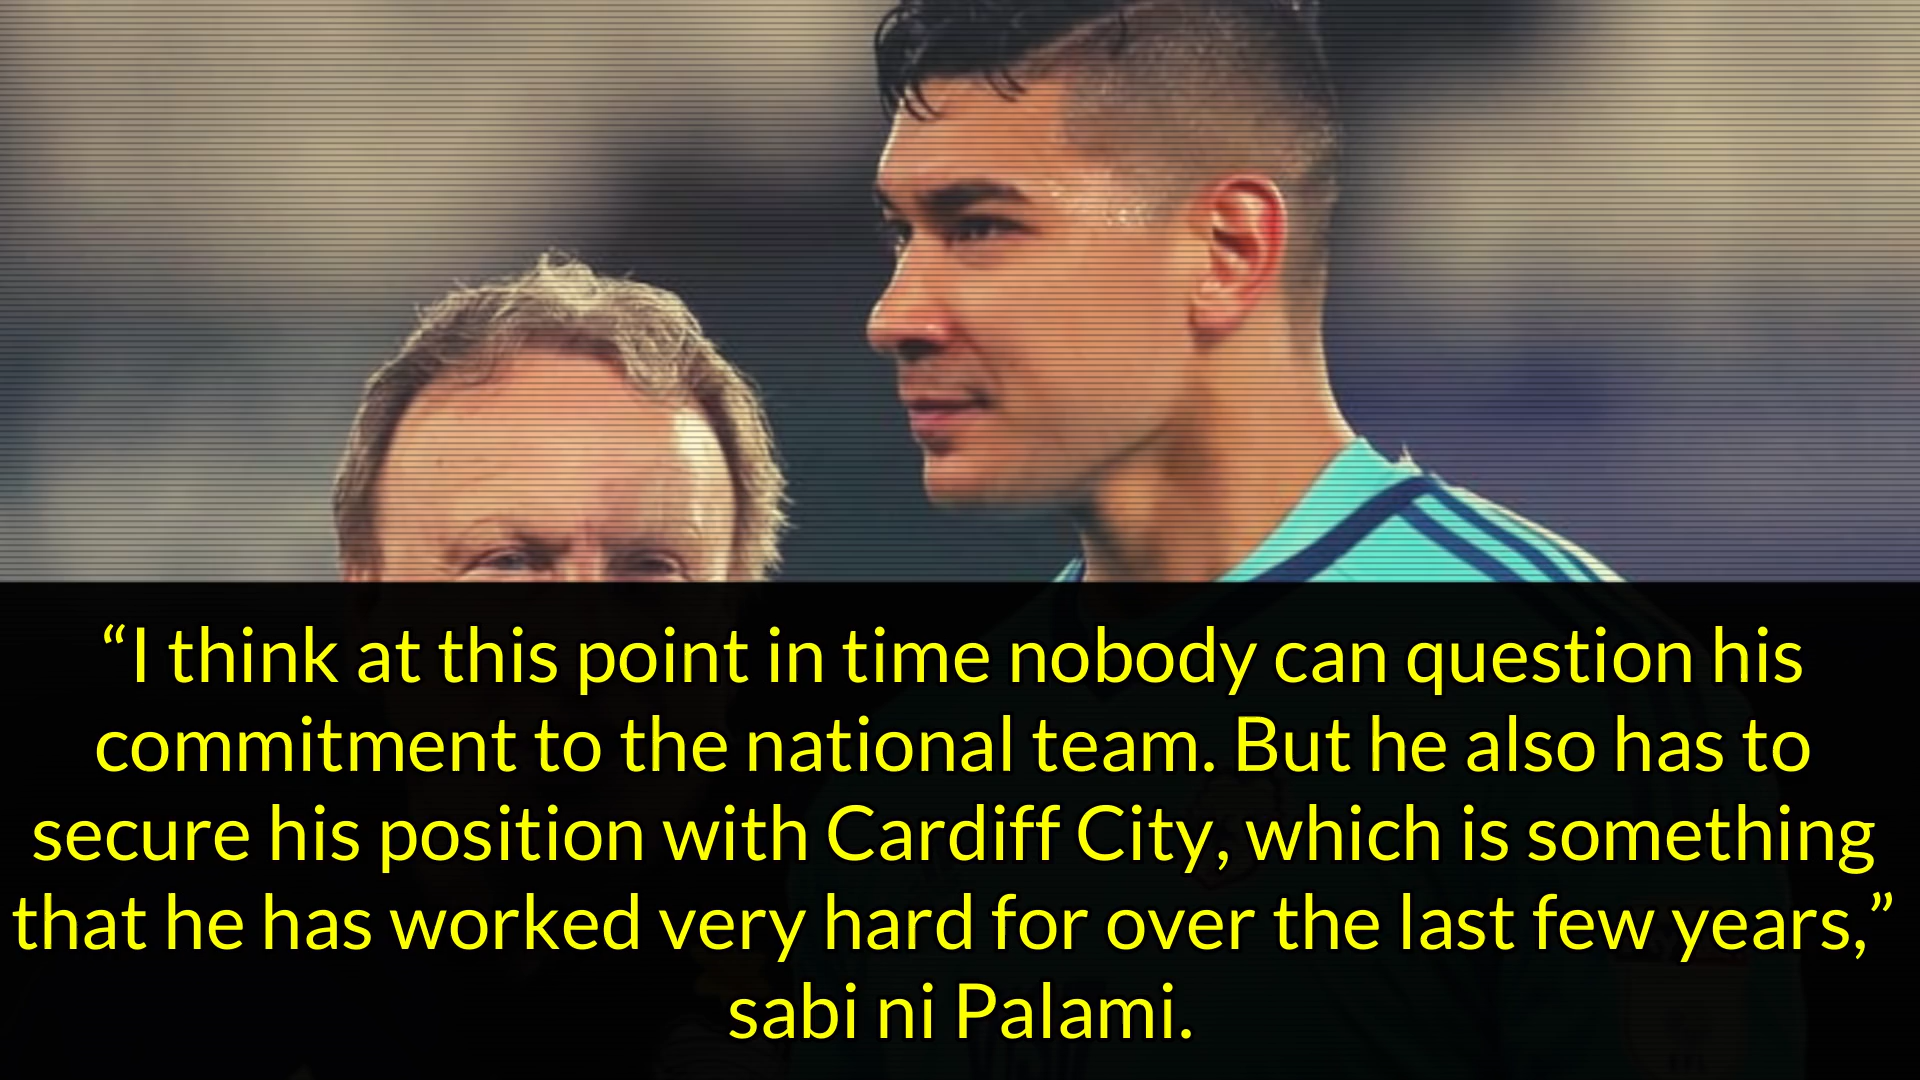 “I think at this point in time nobody can question his
commitment to the national team. But he also has to
secure his position with Cardiff City, which is something
that he has worked very hard for over the last few years,”
sabi ni Palami.